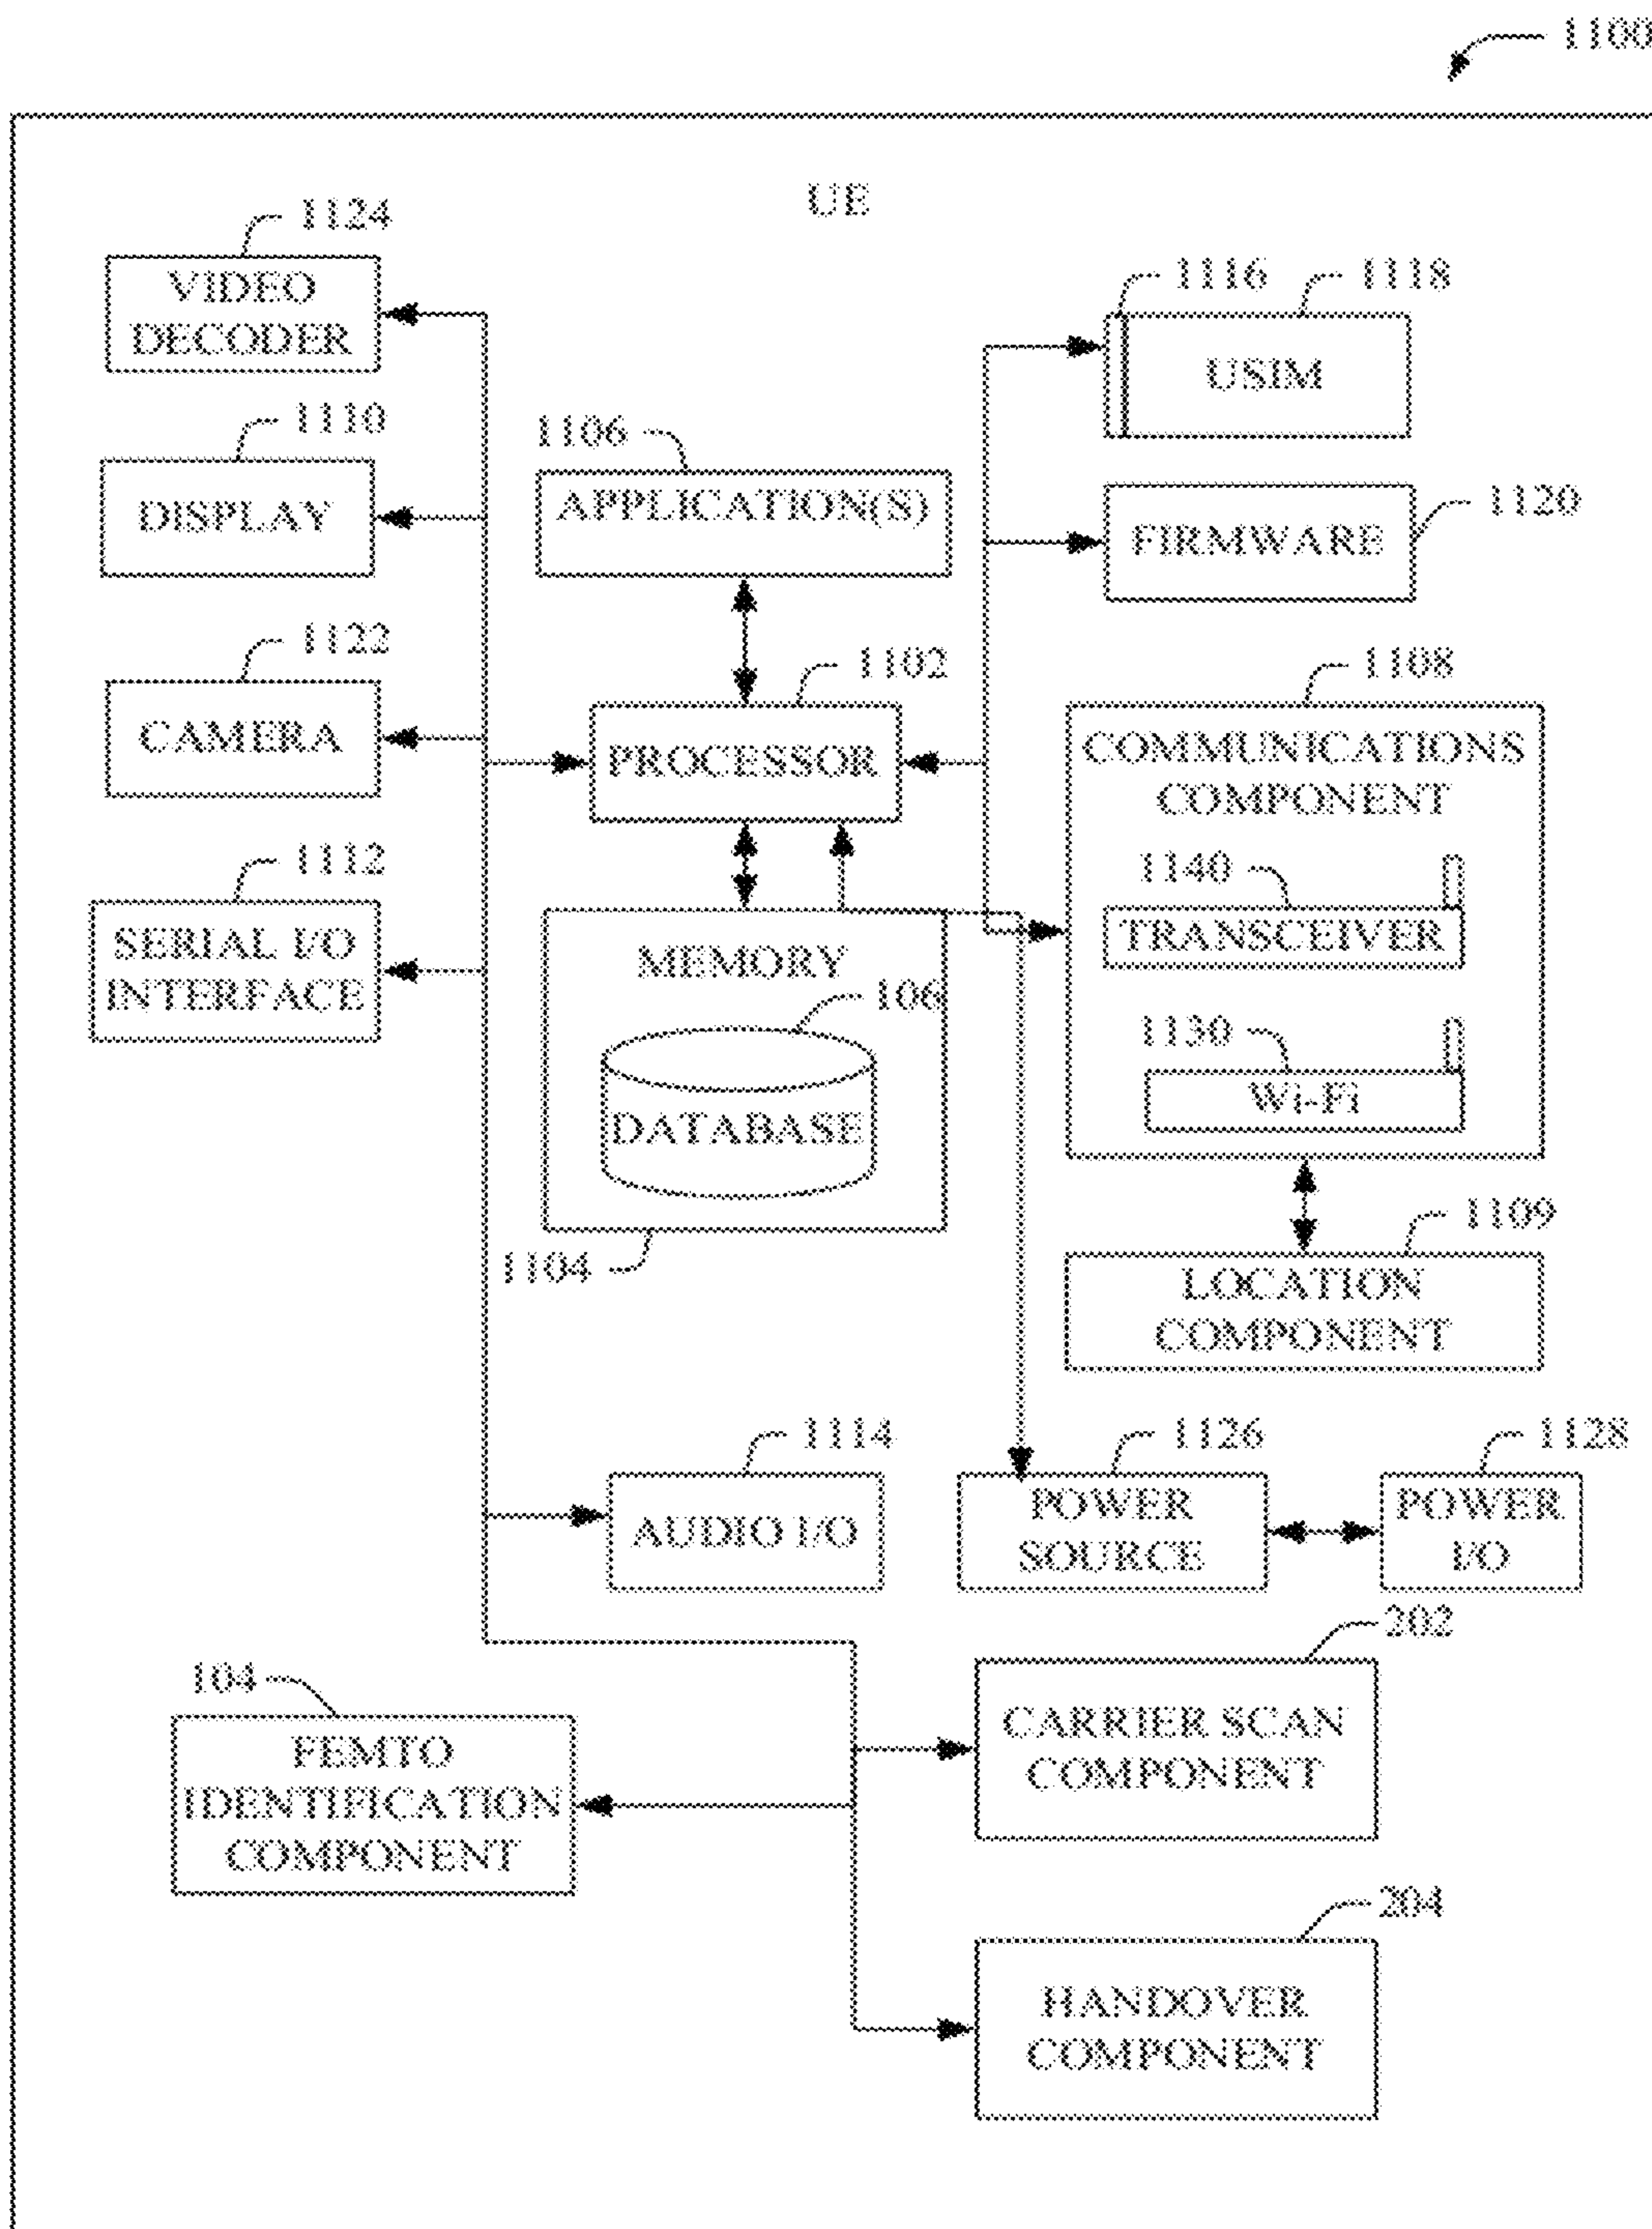 1100
UE
1124
VIDEO
DECODER
1116
1118
USIM
1110
DISPLAY
1106
APPLICATION(S)
1120
FIRMWARE
1122
CAMERA
1102
PROCESSOR
1108
COMMUNICATIONS
COMPONENT
1140
TRANSCEIVER
1130
Wi-Fi
1112
SERIAL I/O
INTERFACE
MEMORY
106
DATABASE
1104
1109
LOCATION
COMPONENT
1114
AUDIO I/O
1126
POWER
SOURCE
1128
POWER
I/O
202
CARRIER SCAN
COMPONENT
104
FEMTO
IDENTIFICATION
COMPONENT
204
HANDOVER
COMPONENT